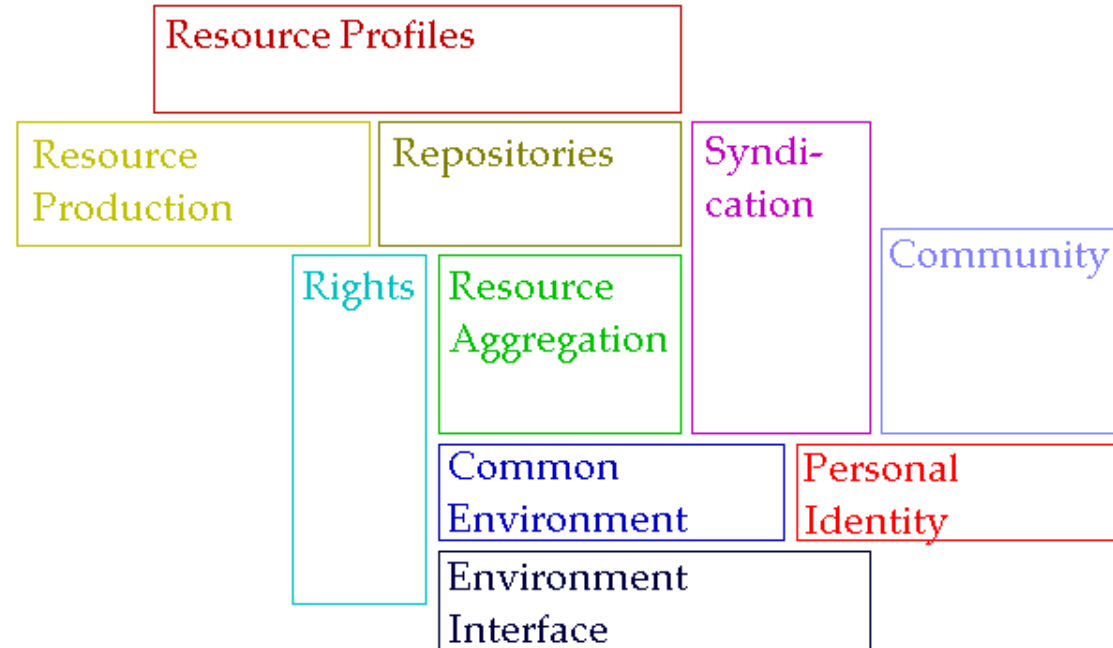 Resource Profiles
Resource
Production
Repositories
Syndi-
cation
Community
Rights
Resource
Aggregation
Common
Environment
Personal
Identity
Environment
Interface